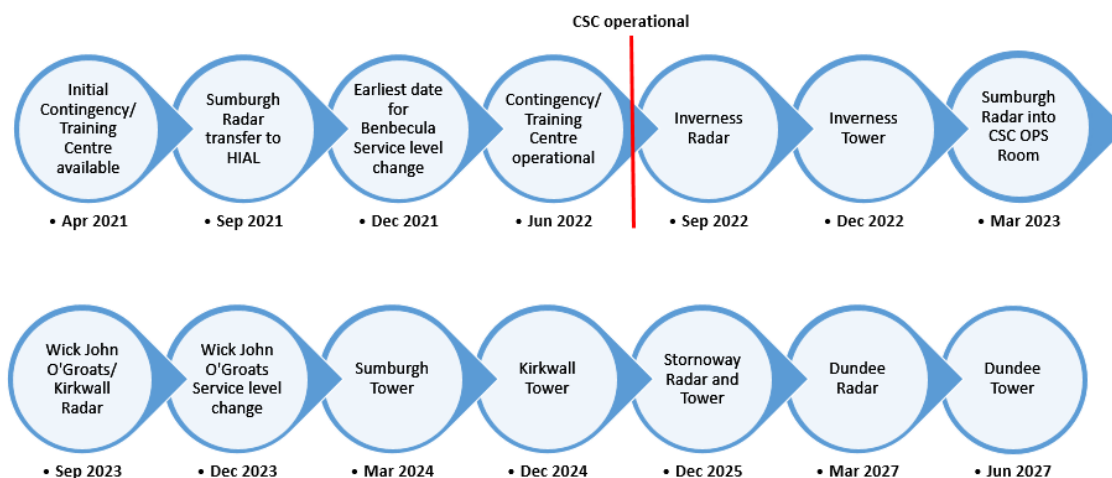 CSC operational
Initial
Contingency/
Training
Centre
available
Sumburgh
Radar
transfer to
HIAL
Earliest date
for
Benbecula
Service level
change
Contingency/
Training
Centre
operational
Inverness
Radar
Inverness
Tower
Sumburgh
Radar into
CSC OPS
Room
• Apr 2021
• Sep 2021
• Dec 2021
• Jun 2022
• Sep 2022
• Dec 2022
• Mar 2023
Wick John
O'Groats/
Kirkwall
Radar
Wick John
O'Groats
Service level
change
Sumburgh
Tower
Kirkwall
Tower
Stornoway
Radar and
Tower
Dundee
Radar
Dundee
Tower
• Sep 2023
• Dec 2023
• Mar 2024
• Dec 2024
• Dec 2025
• Mar 2027
• Jun 2027